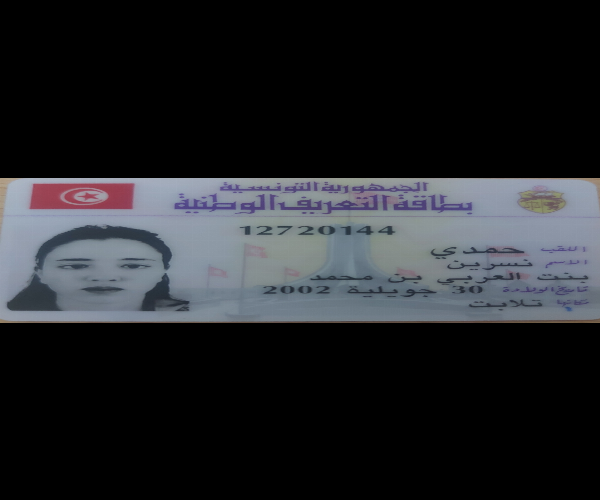 الجمهورية التونسية
بطاقة التعريف الوطنية
12720144
اللقب حمدي
الاسم نسرين
بنت العربي بن محمد
تاريخ الولادة 30 جويلية 2002
مكانها تلابت